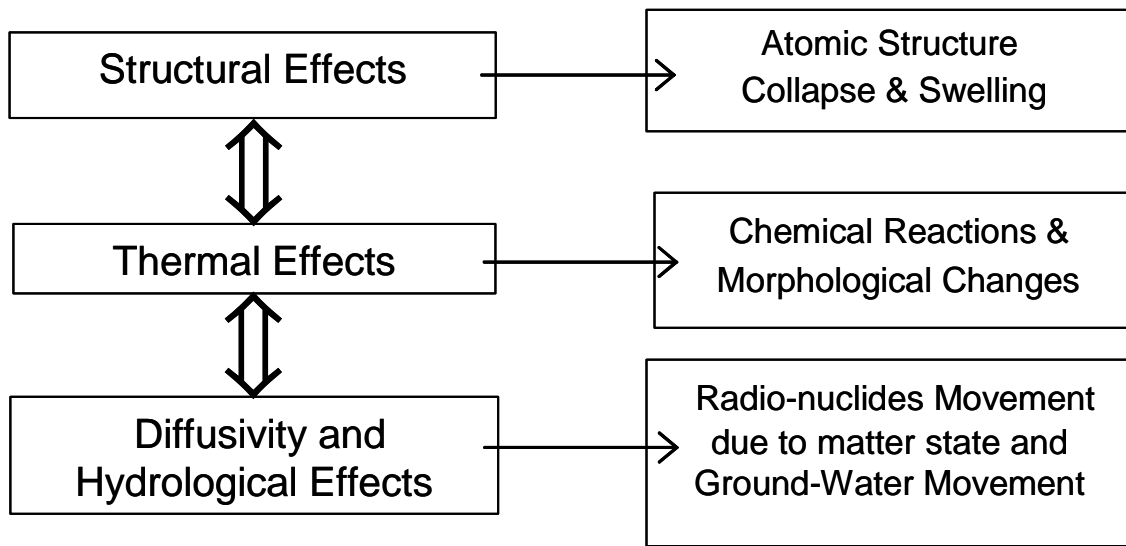 Structural Effects
Atomic Structure
Collapse & Swelling
Thermal Effects
Chemical Reactions &
Morphological Changes
Diffusivity and
Hydrological Effects
Radio-nuclides Movement
due to matter state and
Ground-Water Movement